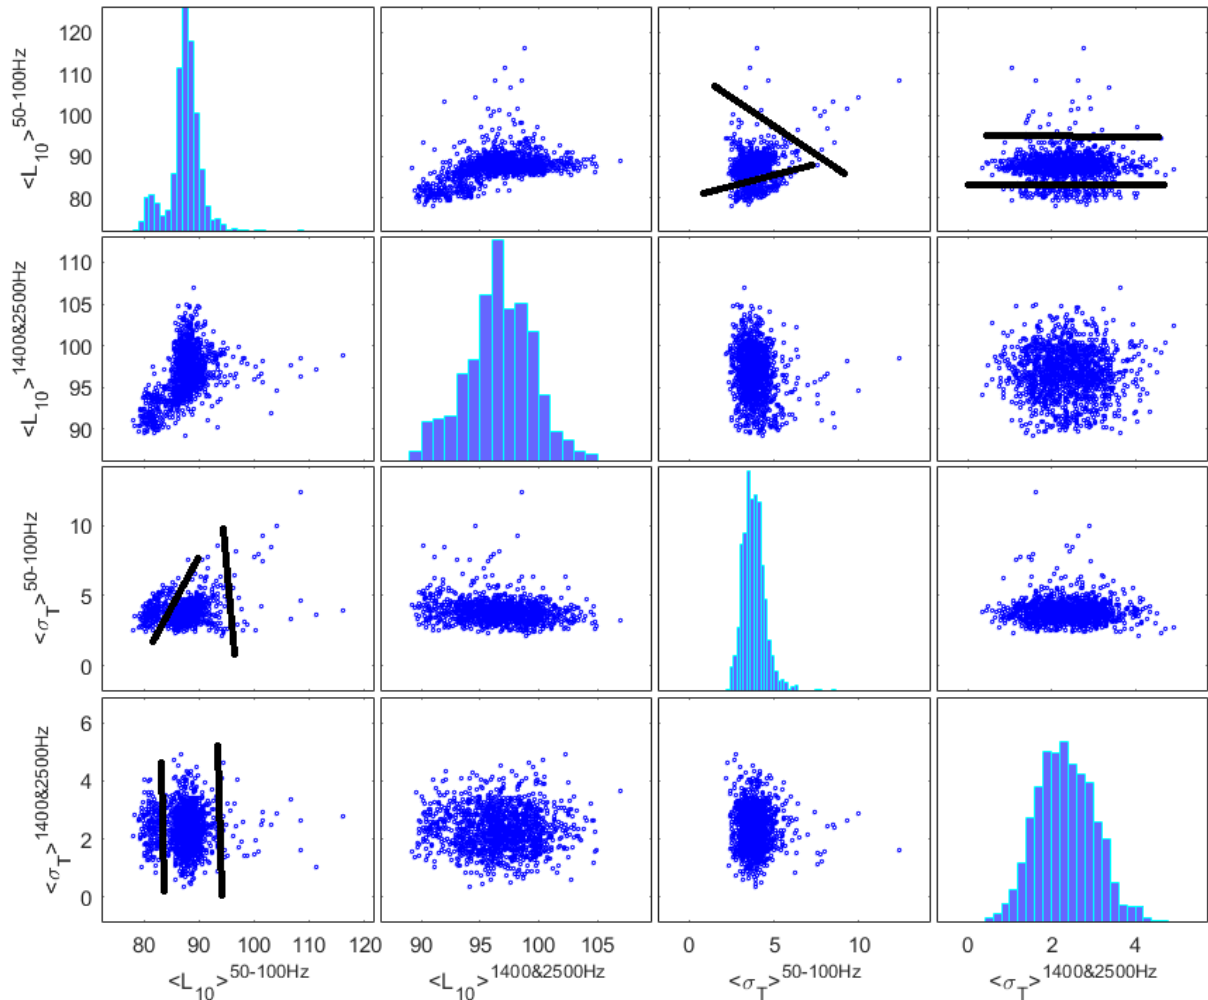 120
110
100
90
80
<L10>50-100Hz
110
105
100
95
90
<L10>1400&2500Hz
10
5
0
<σT>50-100Hz
6
4
2
0
<σT>1400&2500Hz
80 90 100 110 120 90 95 100 105 0 5 10 0 2 4
<L10>50-100Hz <L10>1400&2500Hz <σT>50-100Hz <σT>1400&2500Hz